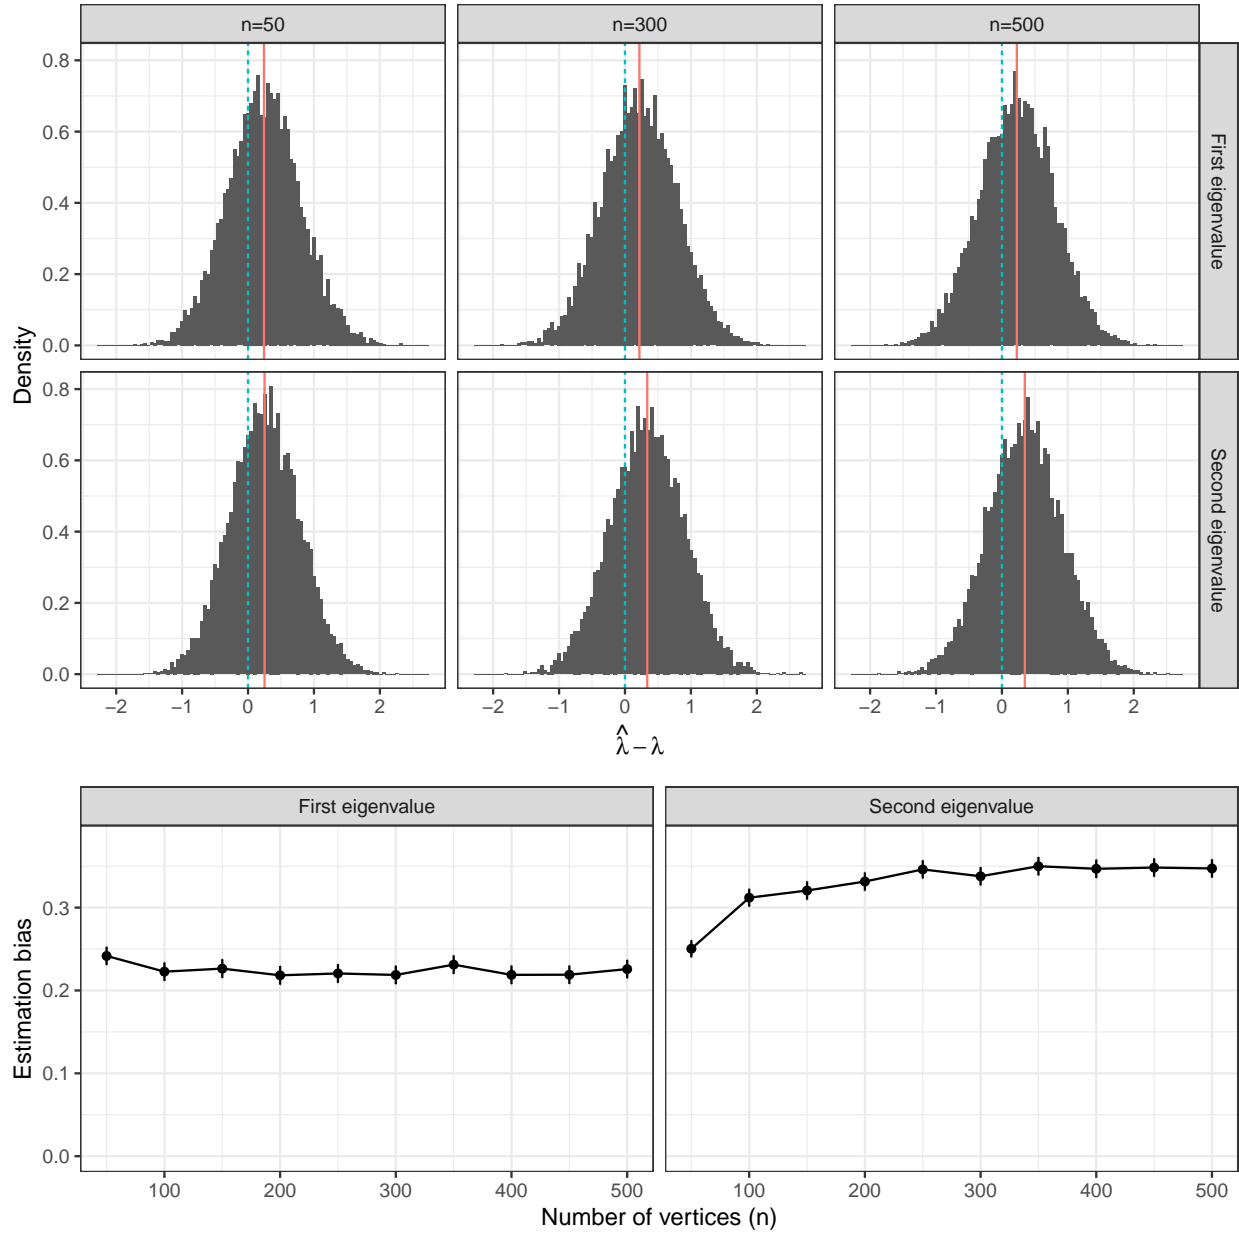 n=50 n=300 n=500
0.8
0.6
0.4
0.2
0.0
First eigenvalue
Density
0.8
0.6
0.4
0.2
0.0
Second eigenvalue
−2 −1 0 1 2 −2 −1 0 1 2 −2 −1 0 1 2
λ̂ − λ
First eigenvalue Second eigenvalue
Estimation bias
0.3
0.2
0.1
0.0
100 200 300 400 500 100 200 300 400 500
Number of vertices (n)